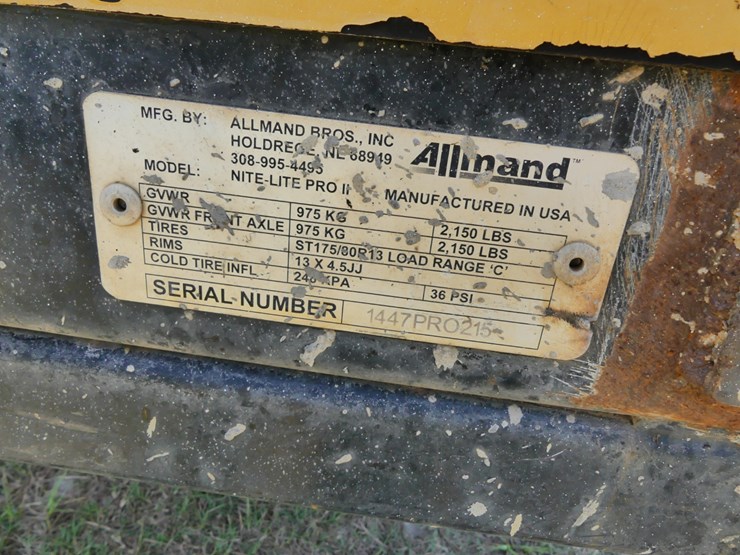 MFG. BY: ALLMAND BROS., INC
HOLDREGE, NE 68949
308-995-4495
Allmand™
MODEL: NITE-LITE PRO II
MANUFACTURED IN USA
GVWR 975 KG 2,150 LBS
GVWR FRONT AXLE 975 KG 2,150 LBS
TIRES ST175/80R13 LOAD RANGE 'C'
RIMS 13 X 4.5JJ
COLD TIRE INFL. 248 KPA 36 PSI
SERIAL NUMBER 1447PRO215